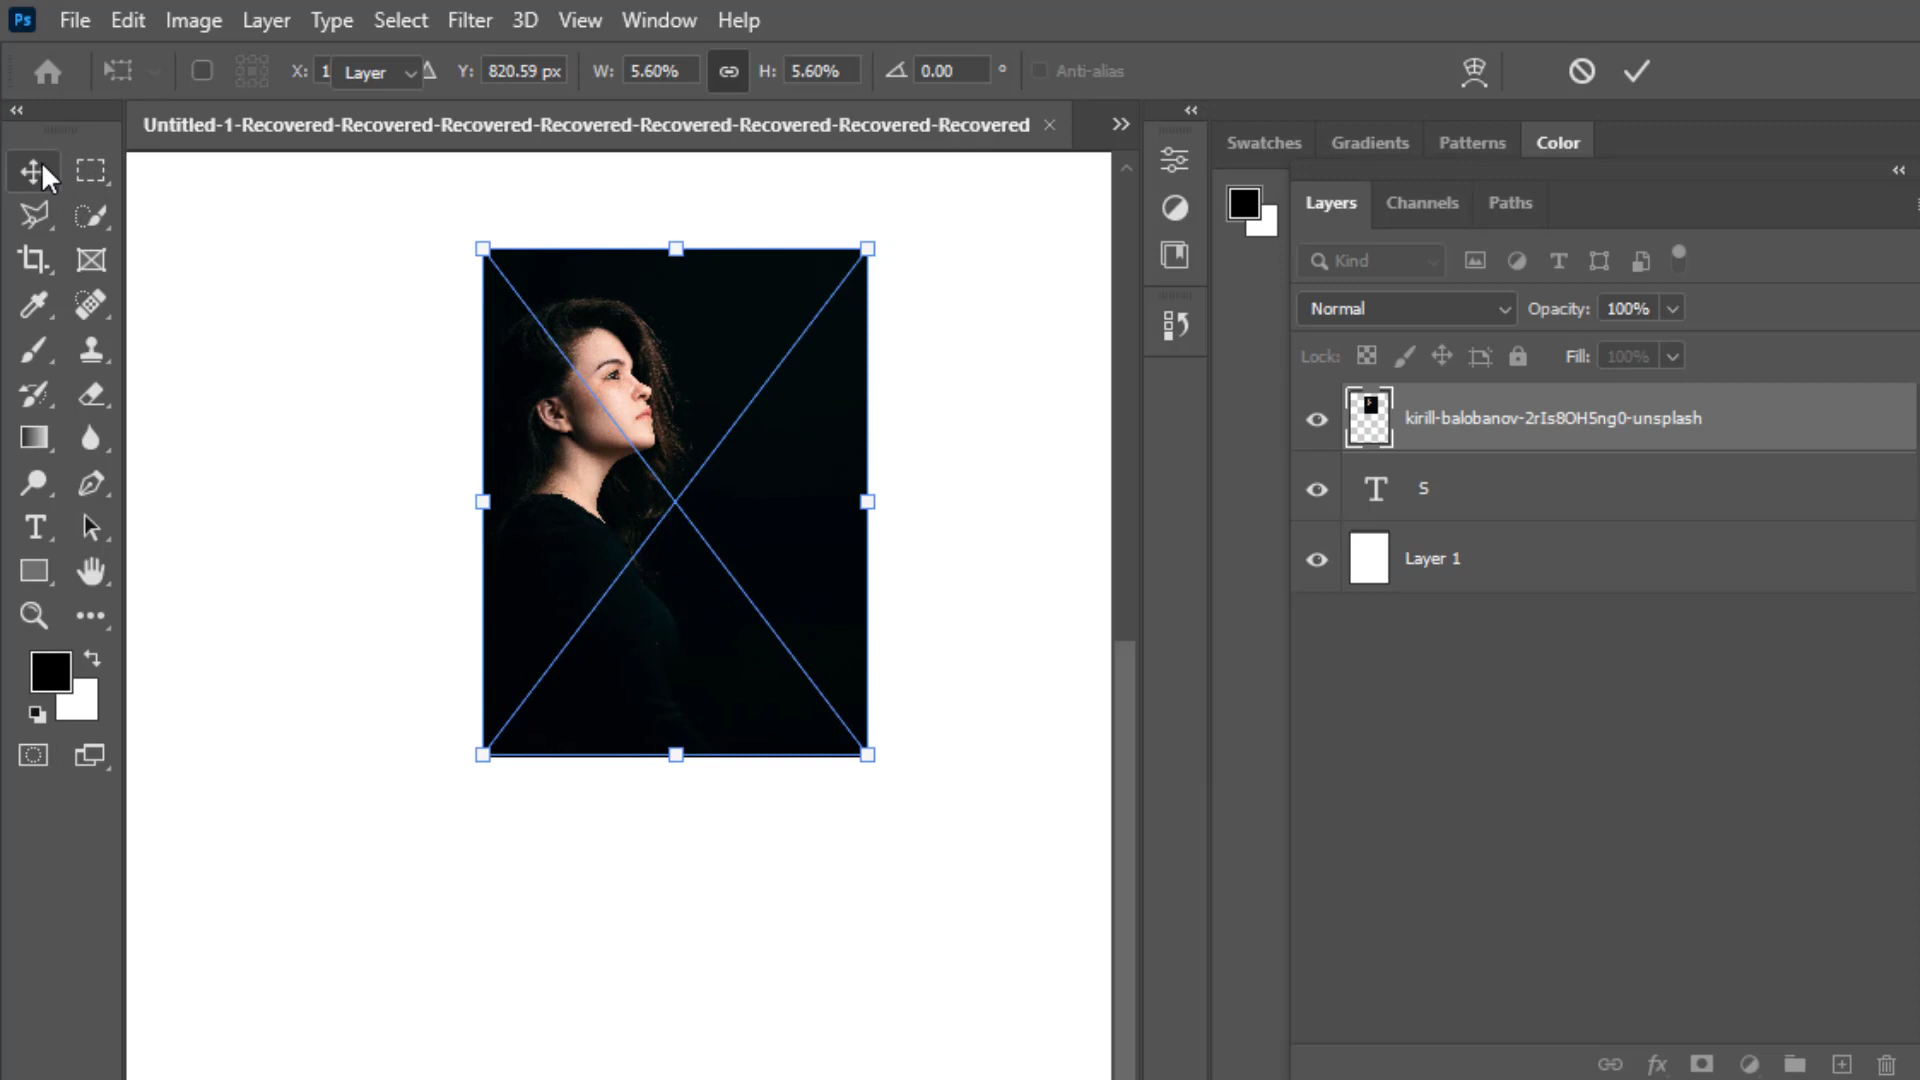 Ps File Edit Image Layer Type Select Filter 3D View Window Help
X: 1 Layer Y: 820.59 px W: 5.60% H: 5.60% 0.00 ° Anti-alias
Untitled-1-Recovered-Recovered-Recovered-Recovered-Recovered-Recovered-Recovered-Recovered
Swatches Gradients Patterns Color
Layers Channels Paths
Kind
Normal Opacity: 100%
Lock: Fill: 100%
kirill-balobanov-2rIs8OH5ng0-unsplash
S
Layer 1
fx